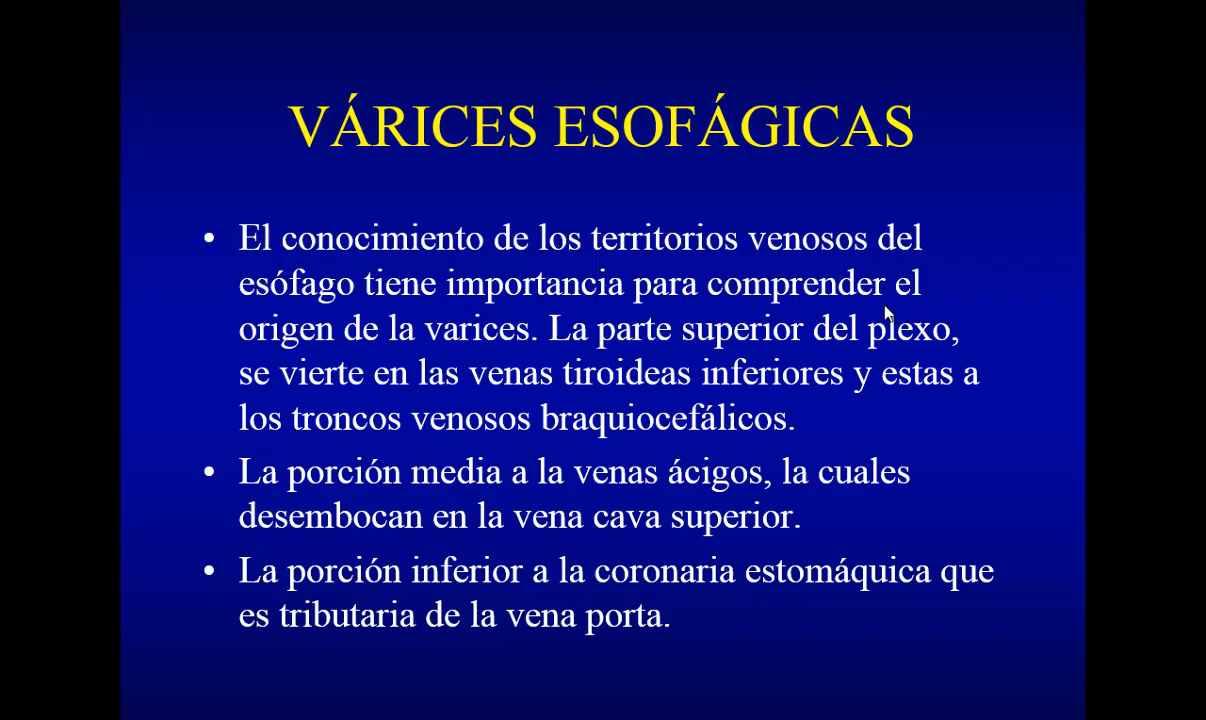 VÁRICES ESOFÁGICAS
• El conocimiento de los territorios venosos del
esófago tiene importancia para comprender el
origen de la varices. La parte superior del plexo,
se vierte en las venas tiroideas inferiores y estas a
los troncos venosos braquiocefálicos.
• La porción media a la venas ácigos, la cuales
desembocan en la vena cava superior.
• La porción inferior a la coronaria estomáquica que
es tributaria de la vena porta.